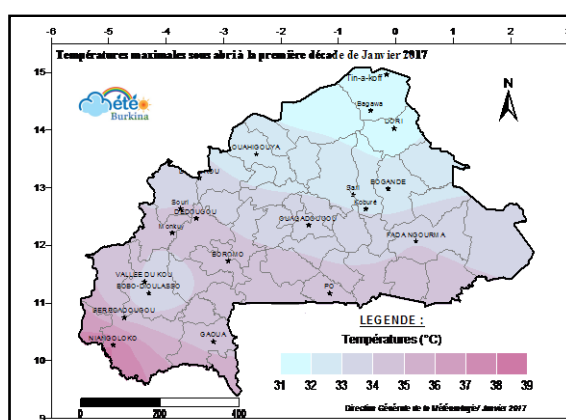 -6 -5 -4 -3 -2 -1 0 1 2
Températures maximales sous abri à la première décade de Janvier 2017
15
Tin-a-koff
N
Météo
Burkina
Bagawa
14
DORI
OUAHIGOUYA
13
BOGANDE
Souri
DEDOUGOU
OUAGADOUGOU
FADA NGOURMA
12
BOROMO
VALLEE DU KOU
BOBO-DIOULASSO
PO
11
BEREGADOUGOU
LEGENDE :
NIANGOLOKO
GAOUA
Températures (°C)
10
31 32 33 34 35 36 37 38 39
0 200 400
Direction Générale de la Météorologie/ Janvier 2017
9